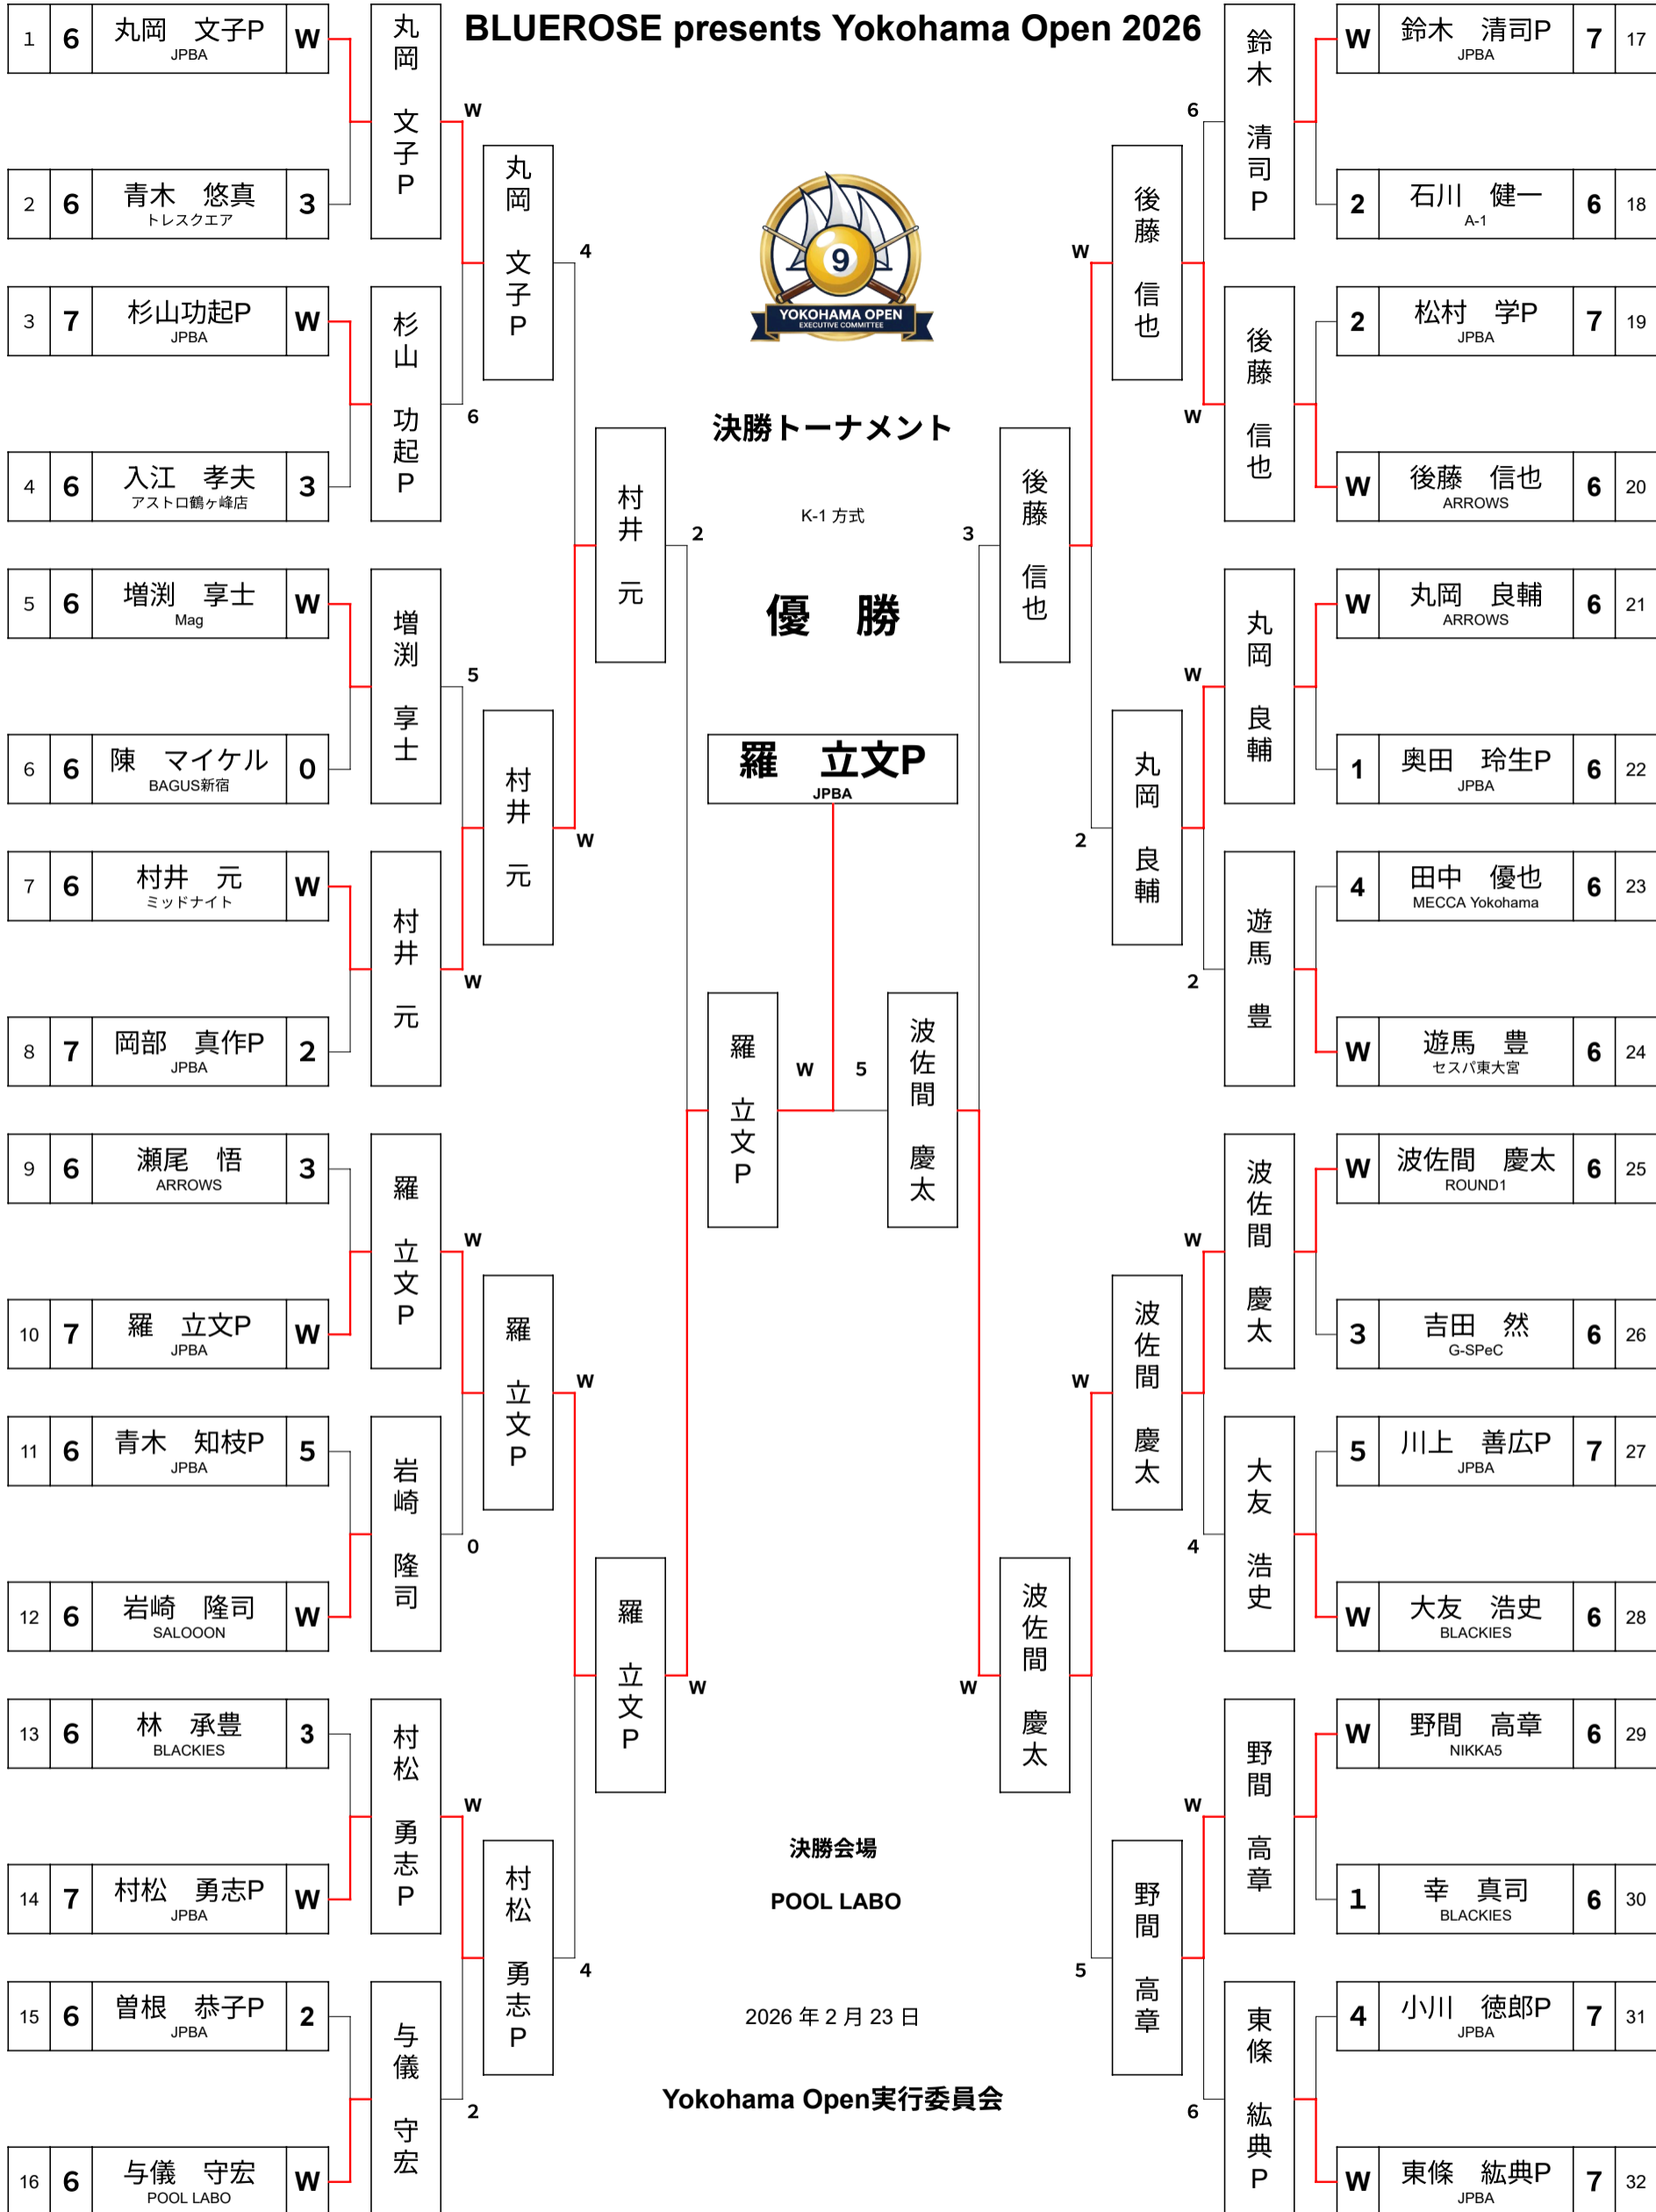 BLUEROSE presents Yokohama Open 2026
1 6 丸岡　文子P W
JPBA
2 6 青木　悠真 3
トレスクエア
3 7 杉山功起P W
JPBA
4 6 入江　孝夫 3
アストロ鶴ヶ峰店
5 6 増渕　享士 W
Mag
6 6 陳　マイケル 0
BAGUS新宿
7 6 村井　元 W
ミッドナイト
8 7 岡部　真作P 2
JPBA
9 6 瀬尾　悟 3
ARROWS
10 7 羅　立文P W
JPBA
11 6 青木　知枝P 5
JPBA
12 6 岩崎　隆司 W
SALOOON
13 6 林　承豊 3
BLACKIES
14 7 村松　勇志P W
JPBA
15 6 曽根　恭子P 2
JPBA
16 6 与儀　守宏 W
POOL LABO
丸岡　文子P
W
杉山　功起P
6
増渕　享士
5
村井　元
W
羅　立文P
W
岩崎　隆司
0
村松　勇志P
W
与儀　守宏
2
丸岡　文子P
4
村井　元
W
羅　立文P
W
村松　勇志P
4
村井　元
2
羅　立文P
W
羅　立文P
W
9
YOKOHAMA OPEN
EXECUTIVE COMMITTEE
決勝トーナメント
K-1 方式
優　勝
羅　立文P
JPBA
5
波佐間　慶太
決勝会場
POOL LABO
2026 年 2 月 23 日
Yokohama Open実行委員会
3
後藤　信也
W
波佐間　慶太
W
後藤　信也
2
丸岡　良輔
W
波佐間　慶太
5
野間　高章
6
鈴木　清司P
W
後藤　信也
W
丸岡　良輔
2
遊馬　豊
W
波佐間　慶太
4
大友　浩史
W
野間　高章
6
東條　紘典P
W 鈴木　清司P 7 17
JPBA
2 石川　健一 6 18
A-1
2 松村　学P 7 19
JPBA
W 後藤　信也 6 20
ARROWS
W 丸岡　良輔 6 21
ARROWS
1 奥田　玲生P 6 22
JPBA
4 田中　優也 6 23
MECCA Yokohama
W 遊馬　豊 6 24
セスパ東大宮
W 波佐間　慶太 6 25
ROUND1
3 吉田　然 6 26
G-SPeC
5 川上　善広P 7 27
JPBA
W 大友　浩史 6 28
BLACKIES
W 野間　高章 6 29
NIKKA5
1 幸　真司 6 30
BLACKIES
4 小川　徳郎P 7 31
JPBA
W 東條　紘典P 7 32
JPBA